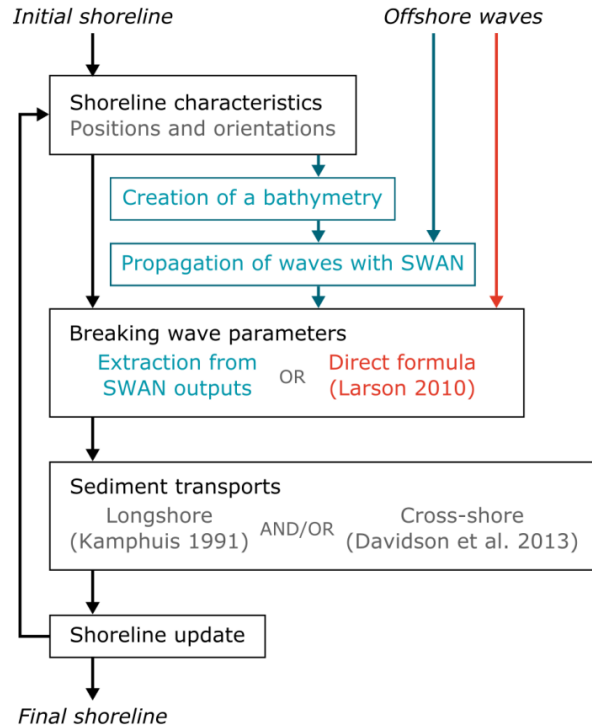 Initial shoreline
Offshore waves
Shoreline characteristics
Positions and orientations
Creation of a bathymetry
Propagation of waves with SWAN
Breaking wave parameters
Extraction from
SWAN outputs
OR
Direct formula
(Larson 2010)
Sediment transports
Longshore
(Kamphuis 1991)
AND/OR
Cross-shore
(Davidson et al. 2013)
Shoreline update
Final shoreline